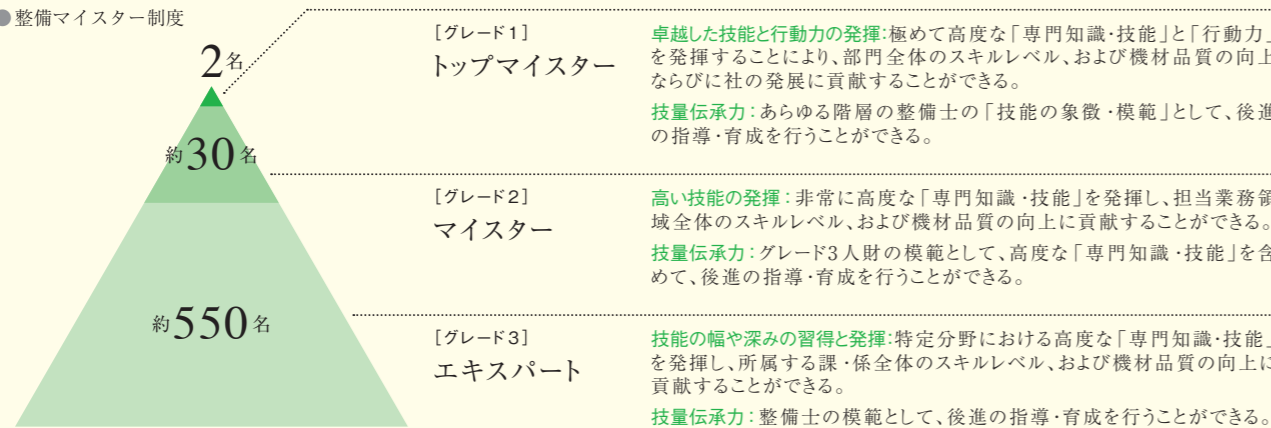 ●整備マイスター制度
2名
約30名
約550名
[グレード1]
トップマイスター
卓越した技能と行動力の発揮:極めて高度な「専門知識・技能」と「行動力」
を発揮することにより、部門全体のスキルレベル、および機材品質の向上
ならびに社の発展に貢献することができる。
技量伝承力:あらゆる階層の整備士の「技能の象徴・模範」として、後進
の指導・育成を行うことができる。
[グレード2]
マイスター
高い技能の発揮:非常に高度な「専門知識・技能」を発揮し、担当業務領
域全体のスキルレベル、および機材品質の向上に貢献することができる。
技量伝承力:グレード3人財の模範として、高度な「専門知識・技能」を含
めて、後進の指導・育成を行うことができる。
[グレード3]
エキスパート
技能の幅や深みの習得と発揮:特定分野における高度な「専門知識・技能」
を発揮し、所属する課・係全体のスキルレベル、および機材品質の向上に
貢献することができる。
技量伝承力:整備士の模範として、後進の指導・育成を行うことができる。